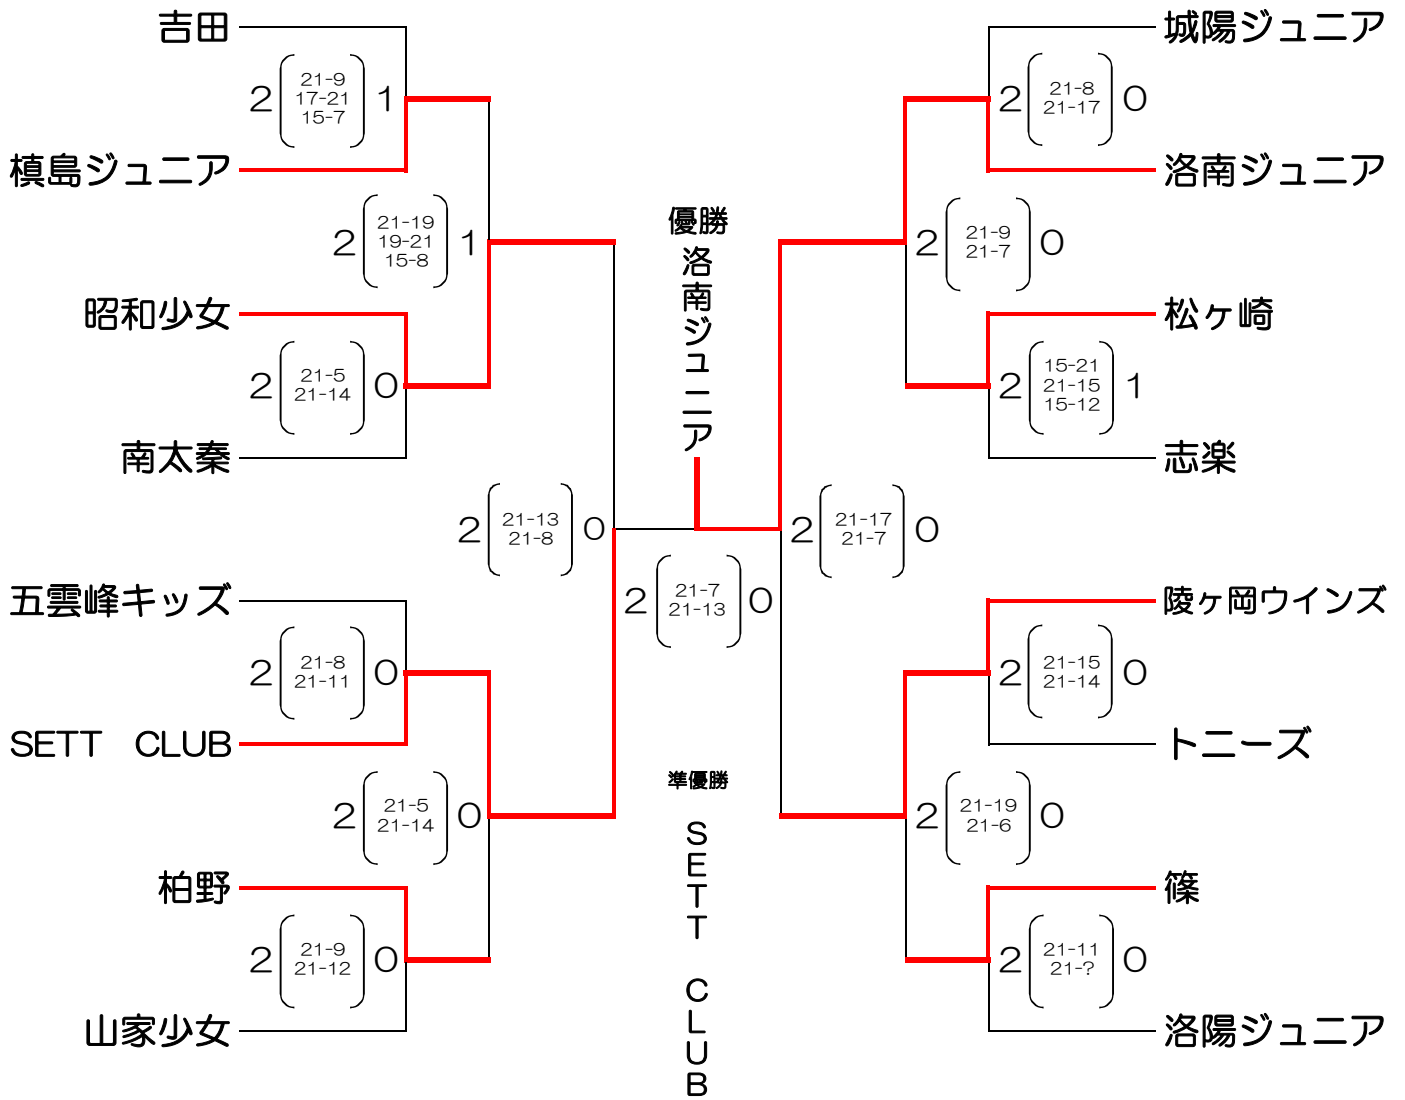 吉田
2 21-9 1
17-21
15-7
槙島ジュニア
2 21-19 1
19-21
15-8
昭和少女
2 21-5 0
21-14
南太秦
2 21-13 0
21-8
五雲峰キッズ
2 21-8 0
21-11
SETT CLUB
2 21-5 0
21-14
柏野
2 21-9 0
21-12
山家少女
優勝
洛南ジュニア
2 21-7 0
21-13
準優勝
SETT CLUB
城陽ジュニア
2 21-8 0
21-17
洛南ジュニア
2 21-9 0
21-7
松ヶ崎
2 15-21 1
21-15
15-12
志楽
2 21-17 0
21-7
陵ヶ岡ウインズ
2 21-15 0
21-14
トニーズ
2 21-19 0
21-6
篠
2 21-11 0
21-?
洛陽ジュニア